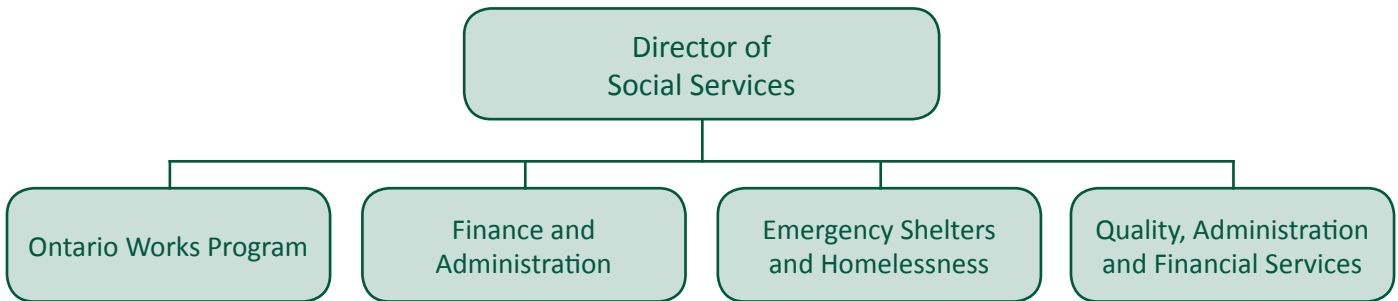 Director of
Social Services
Ontario Works Program
Finance and
Administration
Emergency Shelters
and Homelessness
Quality, Administration
and Financial Services